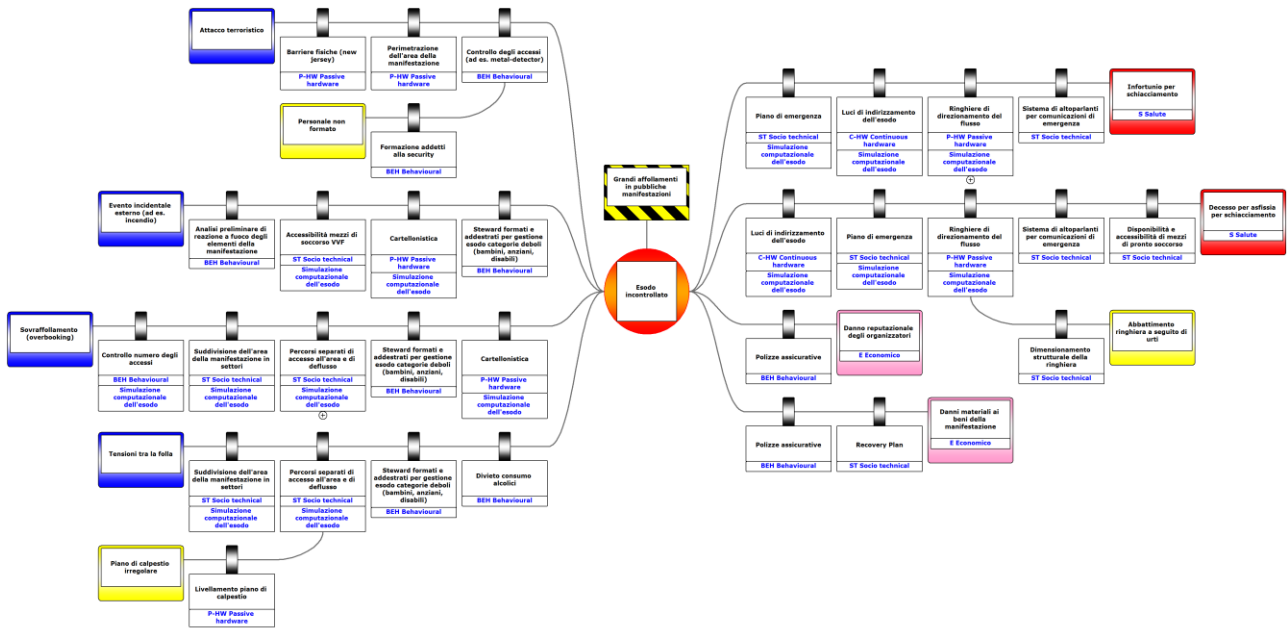 Attacco terroristico
Barriere fisiche (new
jersey)
P-HW Passive
hardware
Perimetrazione
dell'area della
manifestazione
P-HW Passive
hardware
Controllo degli accessi
(ad es. metal-detector)
BEH Behavioural
Personale non
formato
Formazione addetti
alla security
BEH Behavioural
Evento incidentale
esterno (ad es.
incendio)
Analisi preliminare di
reazione a fuoco degli
elementi della
manifestazione
BEH Behavioural
Accessibilità mezzi di
soccorso VVF
ST Socio technical
Simulazione
computazionale
dell'esodo
Cartellonistica
P-HW Passive
hardware
Simulazione
computazionale
dell'esodo
Steward formati e
addestrati per gestione
esodo categorie deboli
(bambini, anziani,
disabili)
BEH Behavioural
Sovraffollamento
(overbooking)
Controllo numero degli
accessi
BEH Behavioural
Simulazione
computazionale
dell'esodo
Suddivisione dell'area
della manifestazione in
settori
ST Socio technical
Simulazione
computazionale
dell'esodo
Percorsi separati di
accesso all'area e di
deflusso
ST Socio technical
Simulazione
computazionale
dell'esodo
Steward formati e
addestrati per gestione
esodo categorie deboli
(bambini, anziani,
disabili)
BEH Behavioural
Cartellonistica
P-HW Passive
hardware
Simulazione
computazionale
dell'esodo
Tensioni tra la folla
Suddivisione dell'area
della manifestazione in
settori
ST Socio technical
Simulazione
computazionale
dell'esodo
Percorsi separati di
accesso all'area e di
deflusso
ST Socio technical
Simulazione
computazionale
dell'esodo
Steward formati e
addestrati per gestione
esodo categorie deboli
(bambini, anziani,
disabili)
BEH Behavioural
Divieto consumo
alcolici
BEH Behavioural
Piano di calpestio
irregolare
Livellamento piano di
calpestio
P-HW Passive
hardware
Grandi affollamenti
in pubbliche
manifestazioni
Esodo
incontrollato
Piano di emergenza
ST Socio technical
Simulazione
computazionale
dell'esodo
Luci di indirizzamento
dell'esodo
C-HW Continuous
hardware
Simulazione
computazionale
dell'esodo
Ringhiere di
direzionamento del
flusso
P-HW Passive
hardware
Simulazione
computazionale
dell'esodo
Sistema di altoparlanti
per comunicazioni di
emergenza
ST Socio technical
Infortunio per
schiacciamento
S Salute
Luci di indirizzamento
dell'esodo
C-HW Continuous
hardware
Simulazione
computazionale
dell'esodo
Piano di emergenza
ST Socio technical
Simulazione
computazionale
dell'esodo
Ringhiere di
direzionamento del
flusso
P-HW Passive
hardware
Simulazione
computazionale
dell'esodo
Sistema di altoparlanti
per comunicazioni di
emergenza
ST Socio technical
Disponibilità e
accessibilità di mezzi
di pronto soccorso
ST Socio technical
Decesso per asfissia
per schiacciamento
S Salute
Dimensionamento
strutturale della
ringhiera
ST Socio technical
Abbattimento
ringhiera a seguito di
urti
Polizze assicurative
BEH Behavioural
Danno reputazionale
degli organizzatori
E Economico
Polizze assicurative
BEH Behavioural
Recovery Plan
ST Socio technical
Danni materiali ai
beni della
manifestazione
E Economico